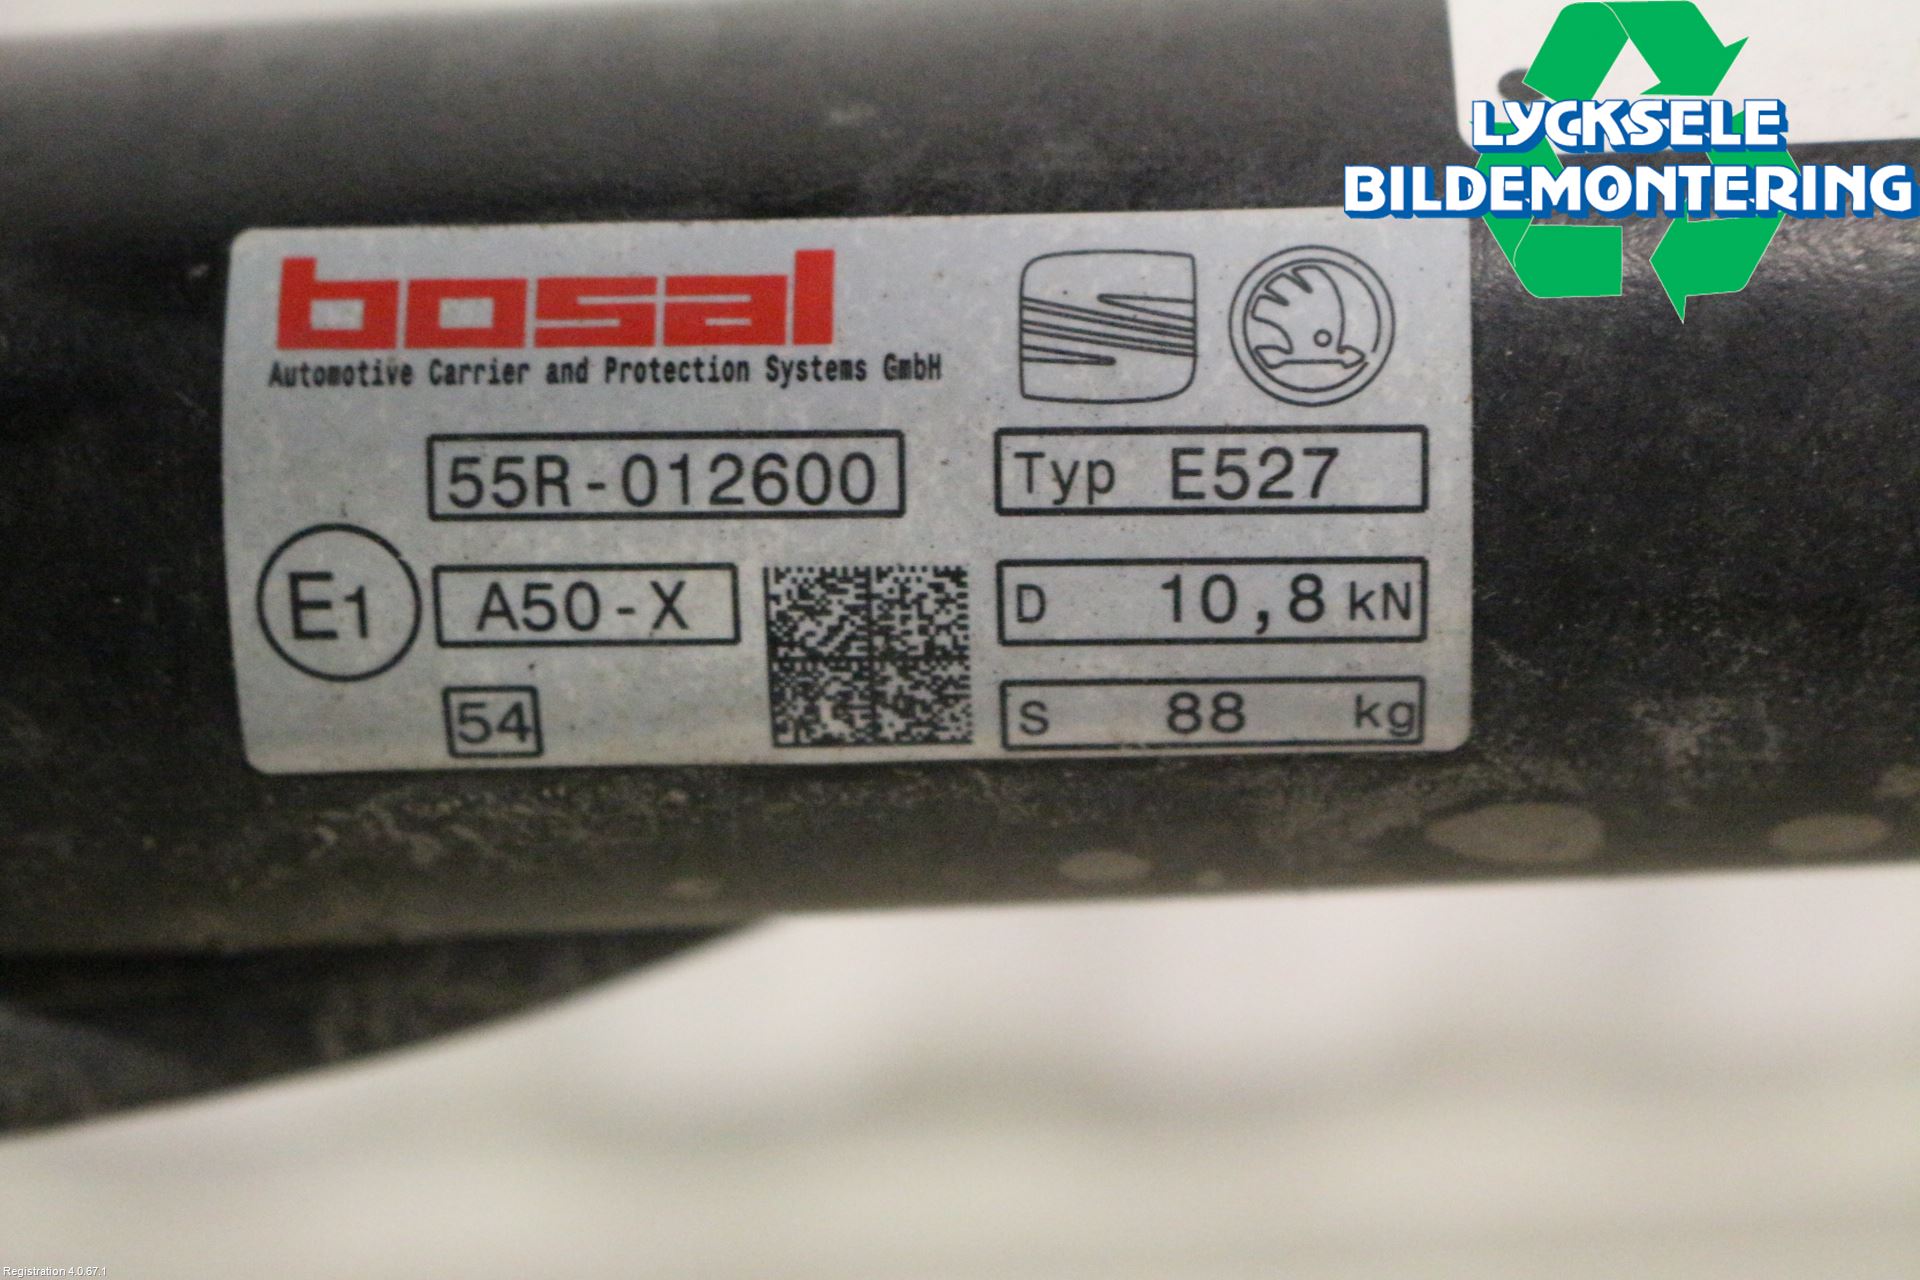 LYCKSELE
BILDEMONTERING
bosal
Automotive Carrier and Protection Systems GmbH
55R-012600
Typ E527
E1
A50-X
D 10,8 kN
54
S 88 kg
Registration 4.0.67.1